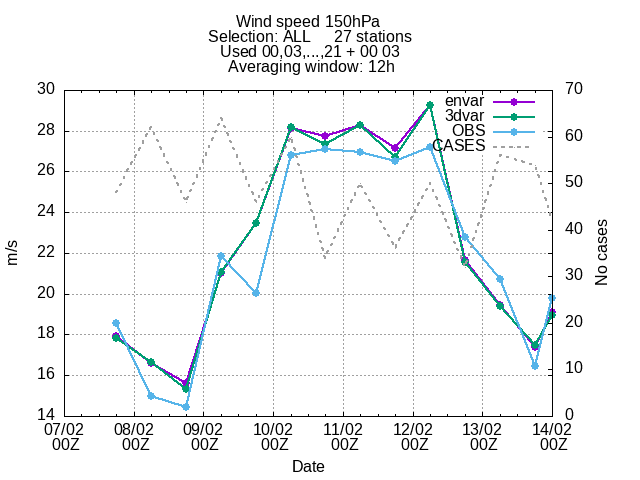 Wind speed 150hPa
Selection: ALL 27 stations
Used 00,03,...,21 + 00 03
Averaging window: 12h
30 70
envar
3dvar
28 OBS 60
CASES
26 50
24 40
m/s 22 30 No cases
20
18 20
16 10
14 0
07/02 08/02 09/02 10/02 11/02 12/02 13/02 14/02
00Z 00Z 00Z 00Z 00Z 00Z 00Z 00Z
Date